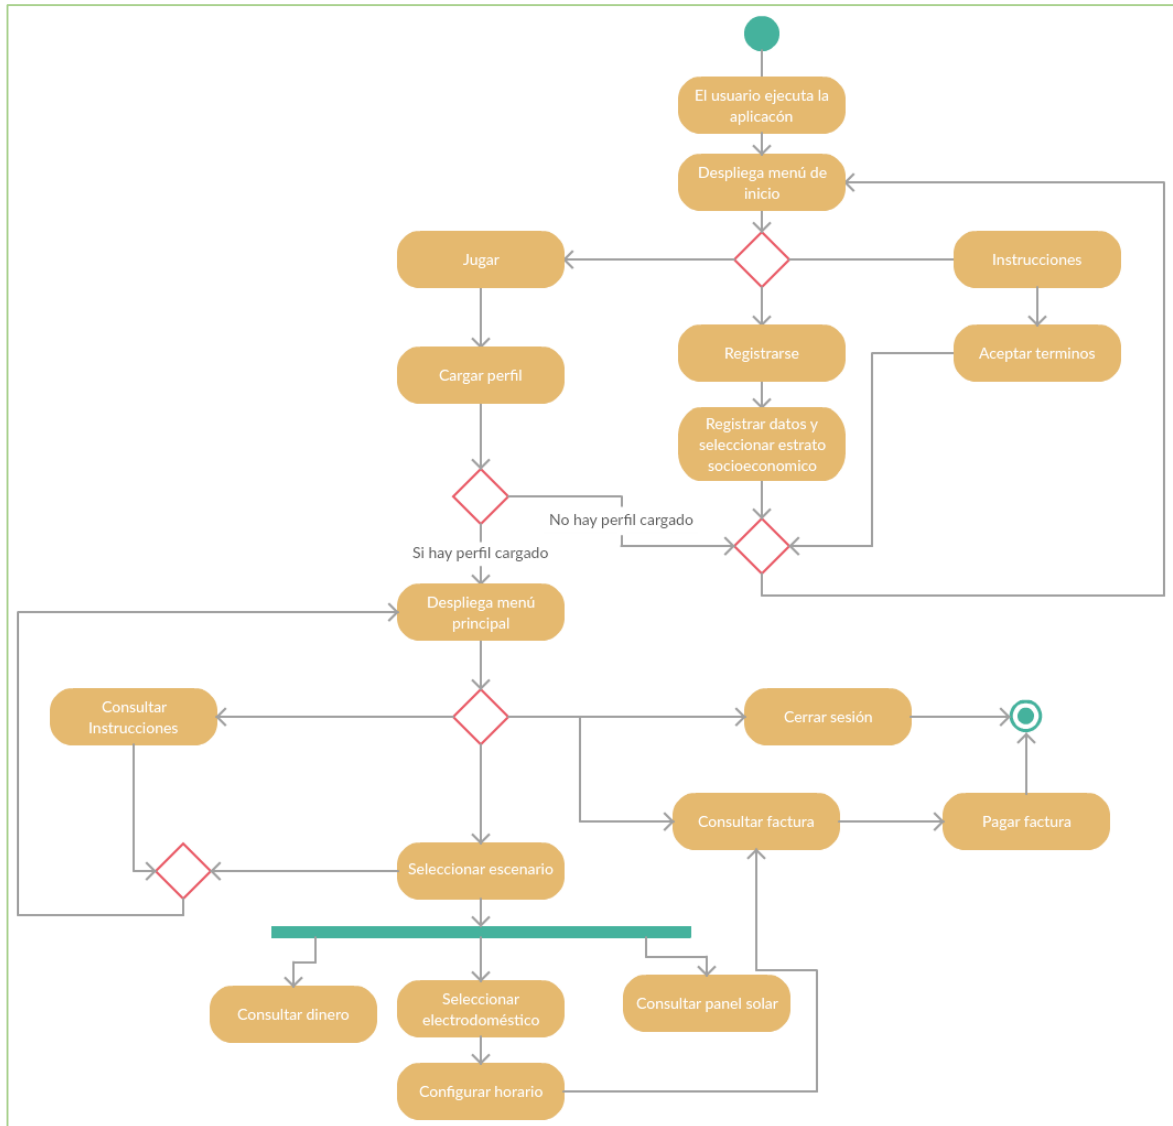 El usuario ejecuta la
aplicacón
Despliega menú de
inicio
Jugar
Instrucciones
Registrarse
Aceptar terminos
Cargar perfil
Registrar datos y
seleccionar estrato
socioeconomico
No hay perfil cargado
Si hay perfil cargado
Despliega menú
principal
Consultar
Instrucciones
Cerrar sesión
Consultar factura
Pagar factura
Seleccionar escenario
Consultar dinero
Seleccionar
electrodoméstico
Consultar panel solar
Configurar horario